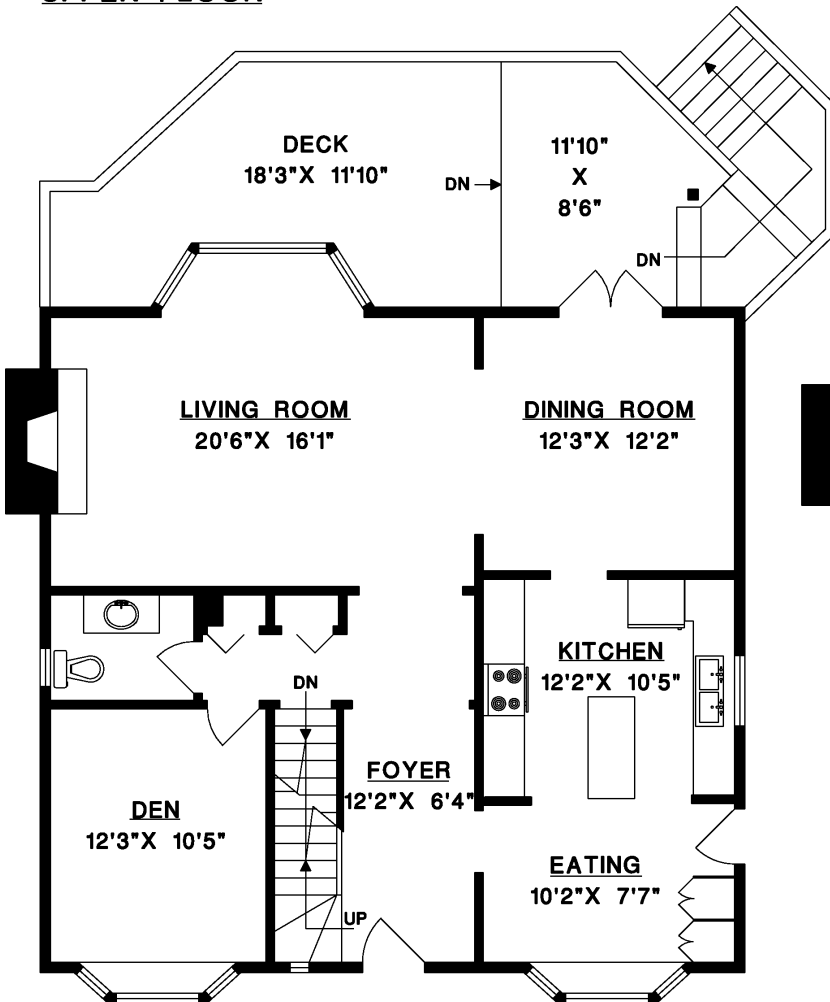 DECK
18'3"X 11'10"
DN
11'10"
X
8'6"
DN
LIVING ROOM
20'6"X 16'1"
DINING ROOM
12'3"X 12'2"
KITCHEN
12'2"X 10'5"
DN
FOYER
12'2"X 6'4"
DEN
12'3"X 10'5"
EATING
10'2"X 7'7"
UP